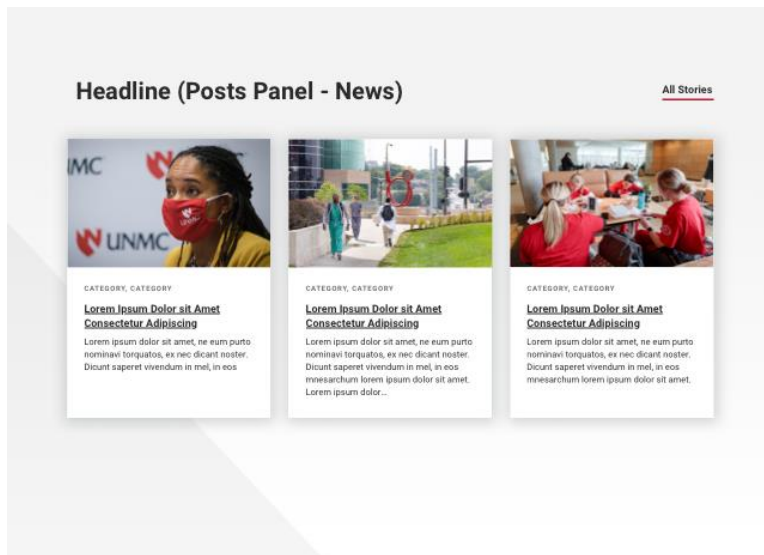 Headline (Posts Panel - News)
All Stories
UNMC
UNMC
UNMC
CATEGORY, CATEGORY
Lorem Ipsum Dolor sit Amet
Consectetur Adipiscing
Lorem ipsum dolor sit amet, ne eum purto
nominavi torquatos, ex nec dicant noster.
Dicunt saperet vivendum in mel, in eos
CATEGORY, CATEGORY
Lorem Ipsum Dolor sit Amet
Consectetur Adipiscing
Lorem ipsum dolor sit amet, ne eum purto
nominavi torquatos, ex nec dicant noster.
Dicunt saperet vivendum in mel, in eos
mnesarchum lorem ipsum dolor sit amet.
Lorem ipsum dolor...
CATEGORY, CATEGORY
Lorem Ipsum Dolor sit Amet
Consectetur Adipiscing
Lorem ipsum dolor sit amet, ne eum purto
nominavi torquatos, ex nec dicant noster.
Dicunt saperet vivendum in mel, in eos
mnesarchum lorem ipsum dolor sit amet.